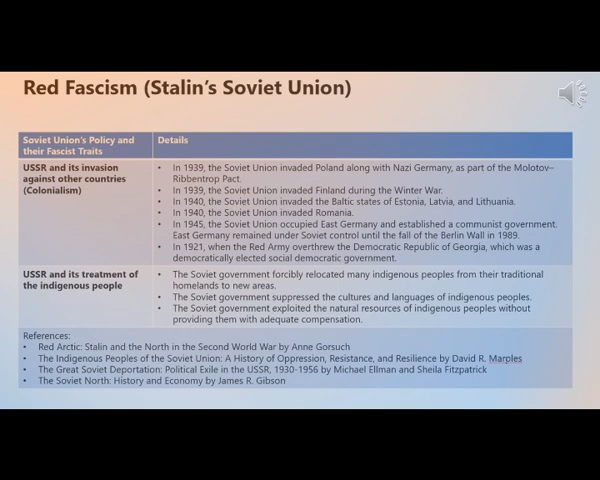 Red Fascism (Stalin's Soviet Union)
Soviet Union's Policy and
their Fascist Traits
Details
USSR and its invasion
against other countries
(Colonialism)
• In 1939, the Soviet Union invaded Poland along with Nazi Germany, as part of the Molotov–
Ribbentrop Pact.
• In 1939, the Soviet Union invaded Finland during the Winter War.
• In 1940, the Soviet Union invaded the Baltic states of Estonia, Latvia, and Lithuania.
• In 1940, the Soviet Union invaded Romania.
• In 1945, the Soviet Union occupied East Germany and established a communist government.
East Germany remained under Soviet control until the fall of the Berlin Wall in 1989.
• In 1921, when the Red Army overthrew the Democratic Republic of Georgia, which was a
democratically elected social democratic government.
USSR and its treatment of
the indigenous people
• The Soviet government forcibly relocated many indigenous peoples from their traditional
homelands to new areas.
• The Soviet government suppressed the cultures and languages of indigenous peoples.
• The Soviet government exploited the natural resources of indigenous peoples without
providing them with adequate compensation.
References:
• Red Arctic: Stalin and the North in the Second World War by Anne Gorsuch
• The Indigenous Peoples of the Soviet Union: A History of Oppression, Resistance, and Resilience by David R. Marples
• The Great Soviet Deportation: Political Exile in the USSR, 1930-1956 by Michael Ellman and Sheila Fitzpatrick
• The Soviet North: History and Economy by James R. Gibson